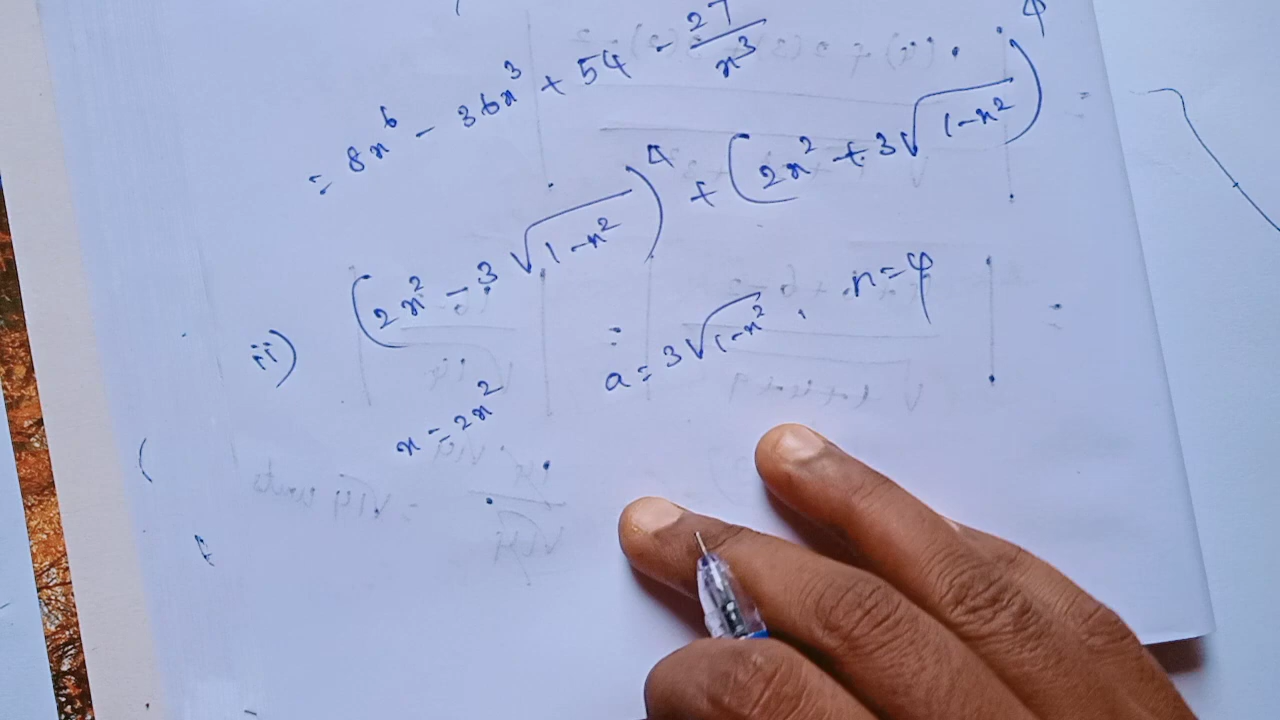 = 8x⁶ - 36x³ + 54 - 27/x³
ii) (2x² - 3√(1-x²))⁴ + (2x² + 3√(1-x²))⁴
x = 2x² a = 3√(1-x²), n = 4